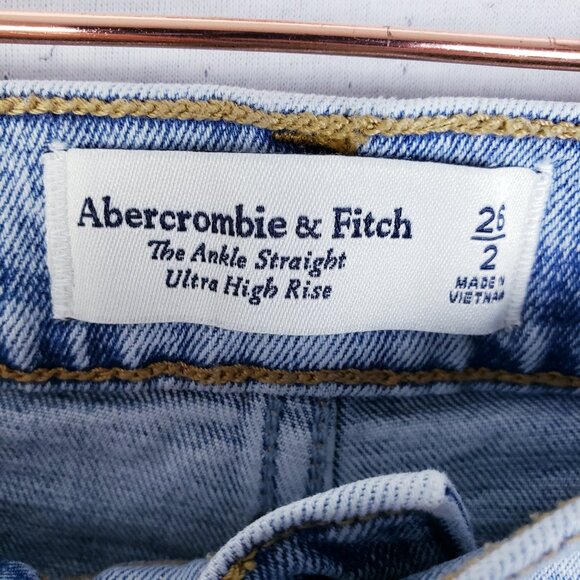 Abercrombie & Fitch
The Ankle Straight
Ultra High Rise
26
2
MADE IN
VIETNAM